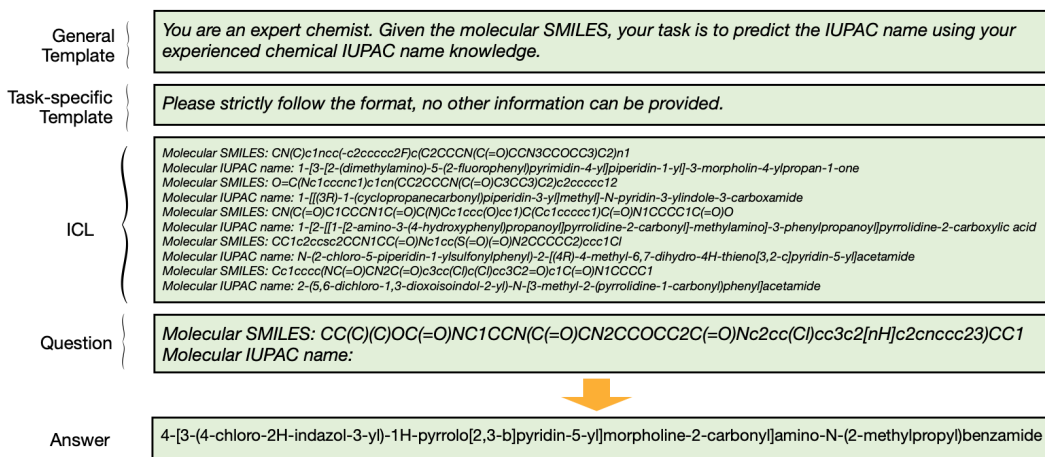 General
Template
You are an expert chemist. Given the molecular SMILES, your task is to predict the IUPAC name using your
experienced chemical IUPAC name knowledge.
Task-specific
Template
Please strictly follow the format, no other information can be provided.
ICL
Molecular SMILES: CN(C)c1ncc(-c2ccccc2F)c(C2CCCN(C(=O)CCN3CCOCC3)C2)n1
Molecular IUPAC name: 1-[3-[2-(dimethylamino)-5-(2-fluorophenyl)pyrimidin-4-yl]piperidin-1-yl]-3-morpholin-4-ylpropan-1-one
Molecular SMILES: O=C(Nc1cccnc1)c1cn(CC2CCCN(C(=O)C3CC3)C2)c2ccccc12
Molecular IUPAC name: 1-[[(3R)-1-(cyclopropanecarbonyl)piperidin-3-yl]methyl]-N-pyridin-3-ylindole-3-carboxamide
Molecular SMILES: CN(C(=O)C1CCCN1C(=O)C(N)Cc1ccc(O)cc1)C(Cc1ccccc1)C(=O)N1CCCC1C(=O)O
Molecular IUPAC name: 1-[2-[[1-[2-amino-3-(4-hydroxyphenyl)propanoyl]pyrrolidine-2-carbonyl]-methylamino]-3-phenylpropanoyl]pyrrolidine-2-carboxylic acid
Molecular SMILES: CC1c2ccsc2CCN1CC(=O)Nc1cc(S(=O)(=O)N2CCCCC2)ccc1Cl
Molecular IUPAC name: N-(2-chloro-5-piperidin-1-ylsulfonylphenyl)-2-[(4R)-4-methyl-6,7-dihydro-4H-thieno[3,2-c]pyridin-5-yl]acetamide
Molecular SMILES: Cc1cccc(NC(=O)CN2C(=O)c3cc(Cl)c(Cl)cc3C2=O)c1C(=O)N1CCCC1
Molecular IUPAC name: 2-(5,6-dichloro-1,3-dioxoisoindol-2-yl)-N-[3-methyl-2-(pyrrolidine-1-carbonyl)phenyl]acetamide
Question
Molecular SMILES: CC(C)(C)OC(=O)NC1CCN(C(=O)CN2CCOCC2C(=O)Nc2cc(Cl)cc3c2[nH]c2cnccc23)CC1
Molecular IUPAC name:
Answer
4-[3-(4-chloro-2H-indazol-3-yl)-1H-pyrrolo[2,3-b]pyridin-5-yl]morpholine-2-carbonyl]amino-N-(2-methylpropyl)benzamide